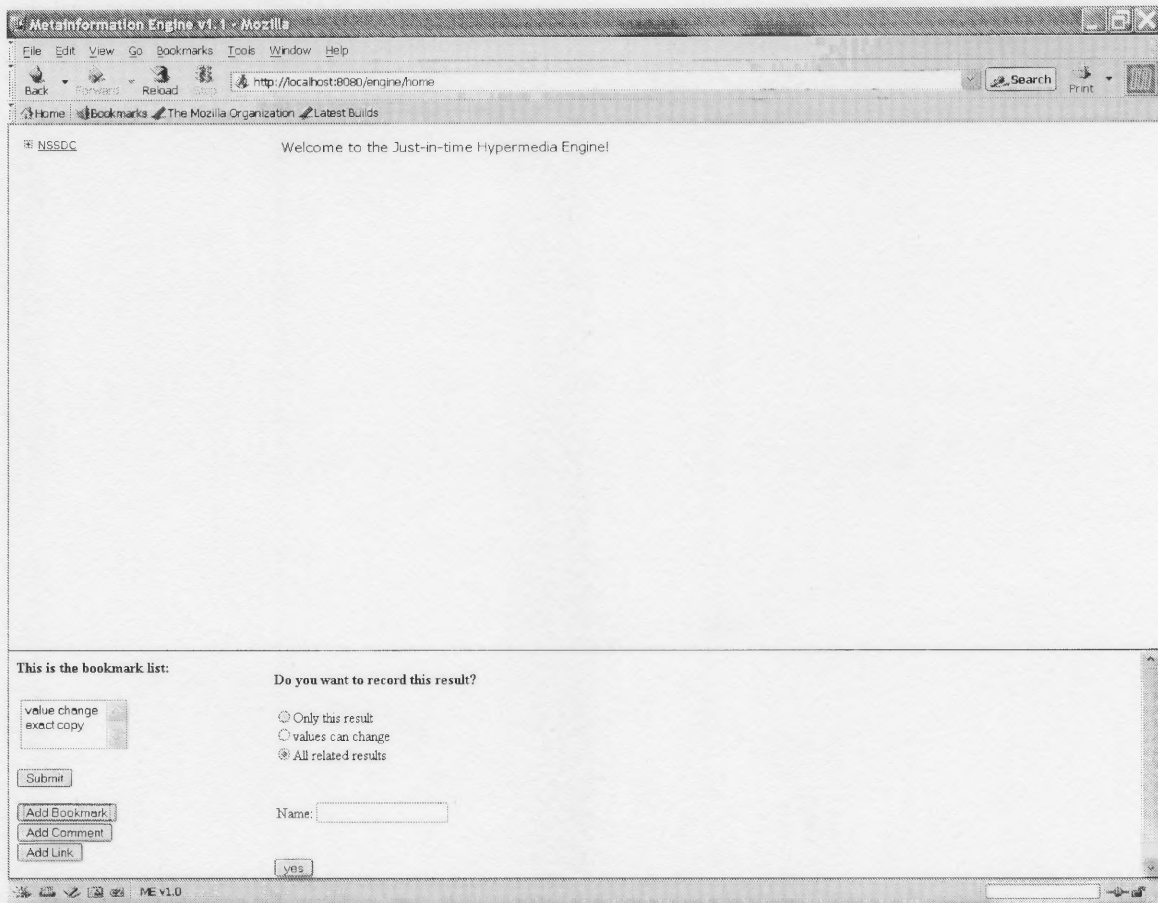 Metainformation Engine v1.1 - Mozilla
File Edit View Go Bookmarks Tools Window Help
Back Forward Reload Stop http://localhost:8080/engine/home Search Print
Home Bookmarks The Mozilla Organization Latest Builds
NSSDC
Welcome to the Just-in-time Hypermedia Engine!
This is the bookmark list:
value change
exact copy
Submit
Add Bookmark
Add Comment
Add Link
Do you want to record this result?
Only this result
values can change
All related results
Name:
yes
ME v1.0